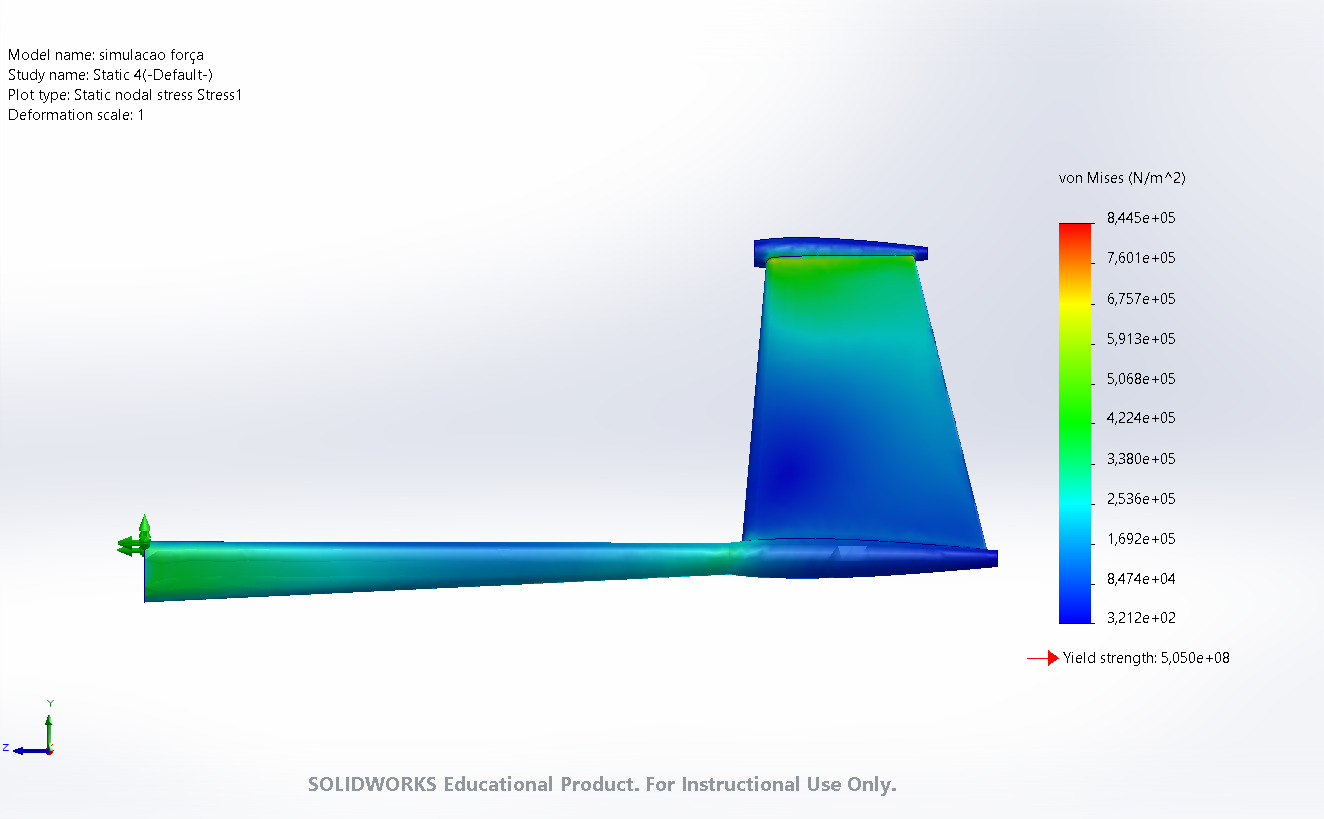 Model name: simulacao força
Study name: Static 4(-Default-)
Plot type: Static nodal stress Stress1
Deformation scale: 1
von Mises (N/m^2)
8,445e+05
7,601e+05
6,757e+05
5,913e+05
5,068e+05
4,224e+05
3,380e+05
2,536e+05
1,692e+05
8,474e+04
3,212e+02
Yield strength: 5,050e+08
Y
Z
SOLIDWORKS Educational Product. For Instructional Use Only.